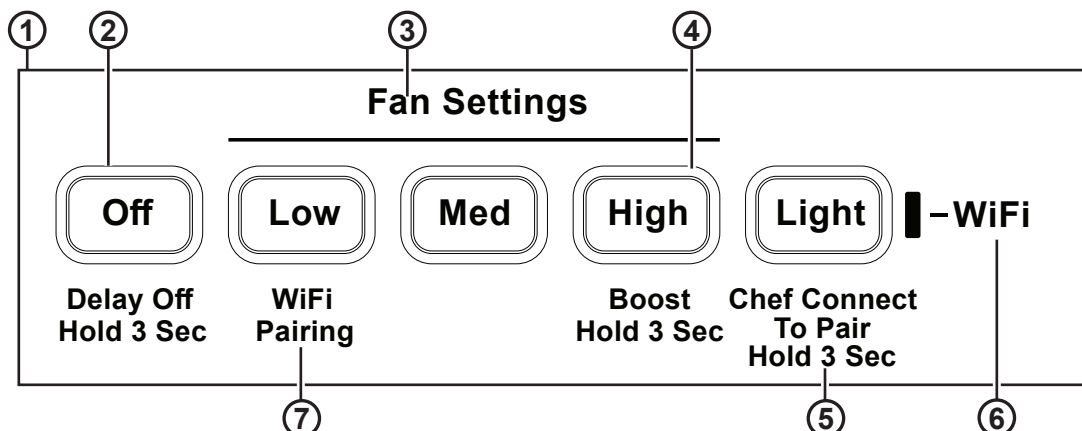 1 2 3 4
Fan Settings
Off Low Med High Light -WiFi
Delay Off
Hold 3 Sec
WiFi
Pairing
Boost
Hold 3 Sec
Chef Connect
To Pair
Hold 3 Sec
7 5 6